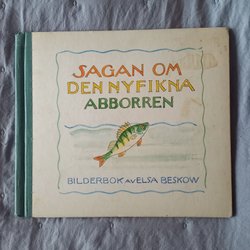 SAGAN OM
DEN NYFIKNA
ABBORREN
BILDERBOK AV ELSA BESKOW